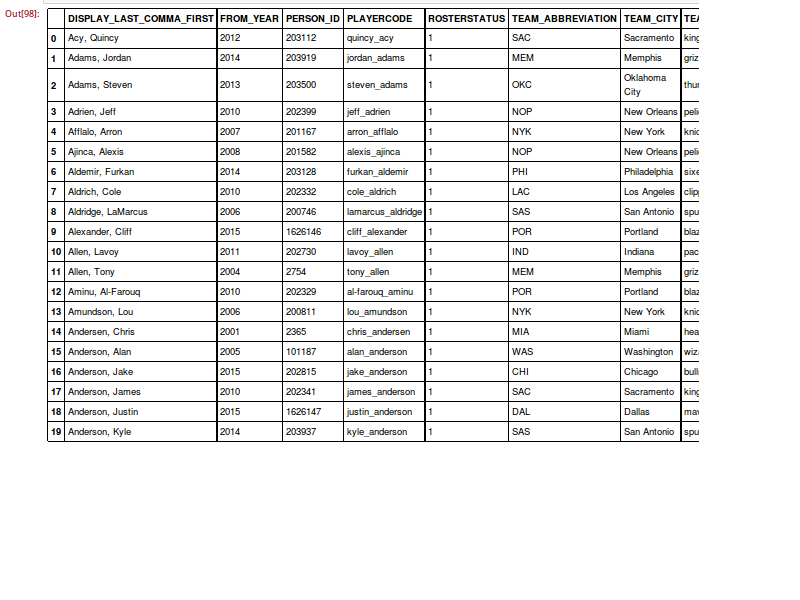 Out[98]:
DISPLAY_LAST_COMMA_FIRST FROM_YEAR PERSON_ID PLAYERCODE ROSTERSTATUS TEAM_ABBREVIATION TEAM_CITY TEA
0 Acy, Quincy 2012 203112 quincy_acy 1 SAC Sacramento king
1 Adams, Jordan 2014 203919 jordan_adams 1 MEM Memphis griz
2 Adams, Steven 2013 203500 steven_adams 1 OKC Oklahoma City thun
3 Adrien, Jeff 2010 202399 jeff_adrien 1 NOP New Orleans peli
4 Afflalo, Arron 2007 201167 arron_afflalo 1 NYK New York knic
5 Ajinca, Alexis 2008 201582 alexis_ajinca 1 NOP New Orleans peli
6 Aldemir, Furkan 2014 203128 furkan_aldemir 1 PHI Philadelphia sixe
7 Aldrich, Cole 2010 202332 cole_aldrich 1 LAC Los Angeles clip
8 Aldridge, LaMarcus 2006 200746 lamarcus_aldridge 1 SAS San Antonio spu
9 Alexander, Cliff 2015 1626146 cliff_alexander 1 POR Portland blaz
10 Allen, Lavoy 2011 202730 lavoy_allen 1 IND Indiana pac
11 Allen, Tony 2004 2754 tony_allen 1 MEM Memphis griz
12 Aminu, Al-Farouq 2010 202329 al-farouq_aminu 1 POR Portland blaz
13 Amundson, Lou 2006 200811 lou_amundson 1 NYK New York knic
14 Andersen, Chris 2001 2365 chris_andersen 1 MIA Miami hea
15 Anderson, Alan 2005 101187 alan_anderson 1 WAS Washington wiz
16 Anderson, Jake 2015 202815 jake_anderson 1 CHI Chicago bull
17 Anderson, James 2010 202341 james_anderson 1 SAC Sacramento king
18 Anderson, Justin 2015 1626147 justin_anderson 1 DAL Dallas mav
19 Anderson, Kyle 2014 203937 kyle_anderson 1 SAS San Antonio spu